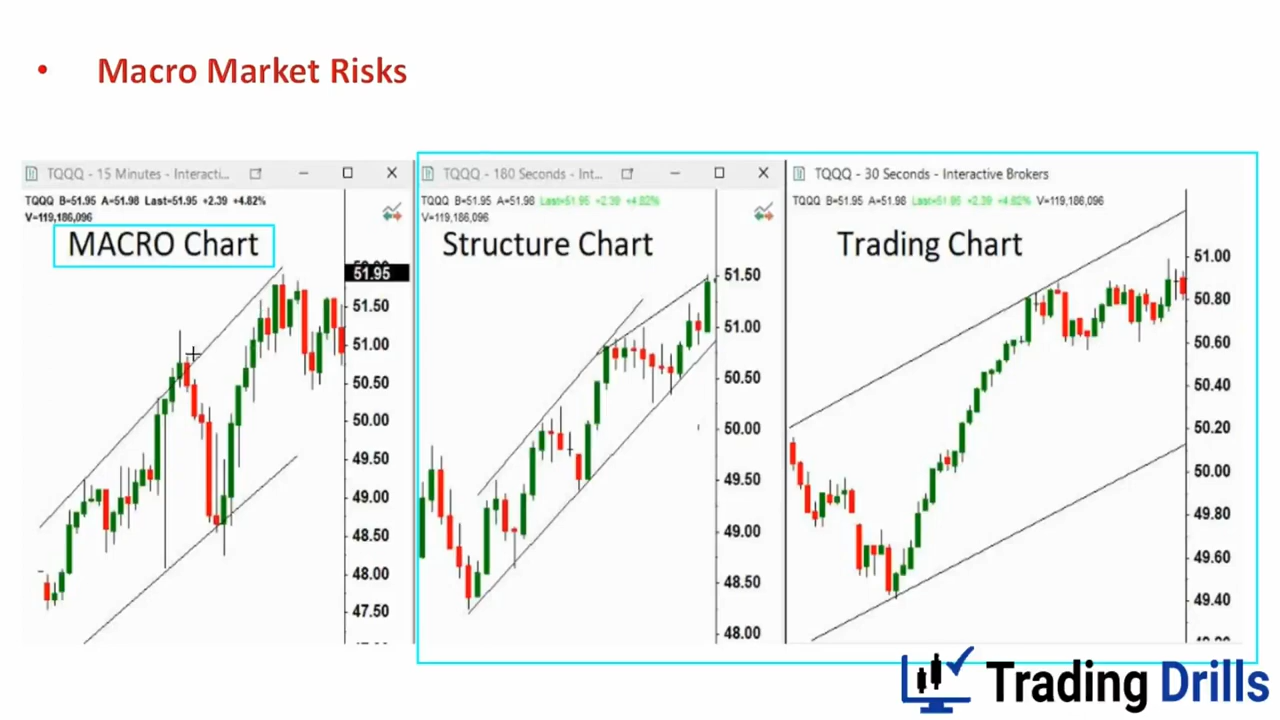 • Macro Market Risks
TQQQ - 15 Minutes - Interacti...
TQQQ B=51.95 A=51.98 Last=51.95 +2.39 +4.82%
V=119,186,096
MACRO Chart
51.95
51.50
51.00
50.50
50.00
49.50
49.00
48.50
48.00
47.50
TQQQ - 180 Seconds - Int...
TQQQ B=51.95 A=51.98 Last=51.95 +2.39 +4.82%
V=119,186,096
Structure Chart
51.50
51.00
50.50
50.00
49.50
49.00
48.50
48.00
TQQQ - 30 Seconds - Interactive Brokers
TQQQ B=51.95 A=51.98 Last=51.95 +2.39 +4.82% V=119,186,096
Trading Chart
51.00
50.80
50.60
50.40
50.20
50.00
49.80
49.60
49.40
Trading Drills